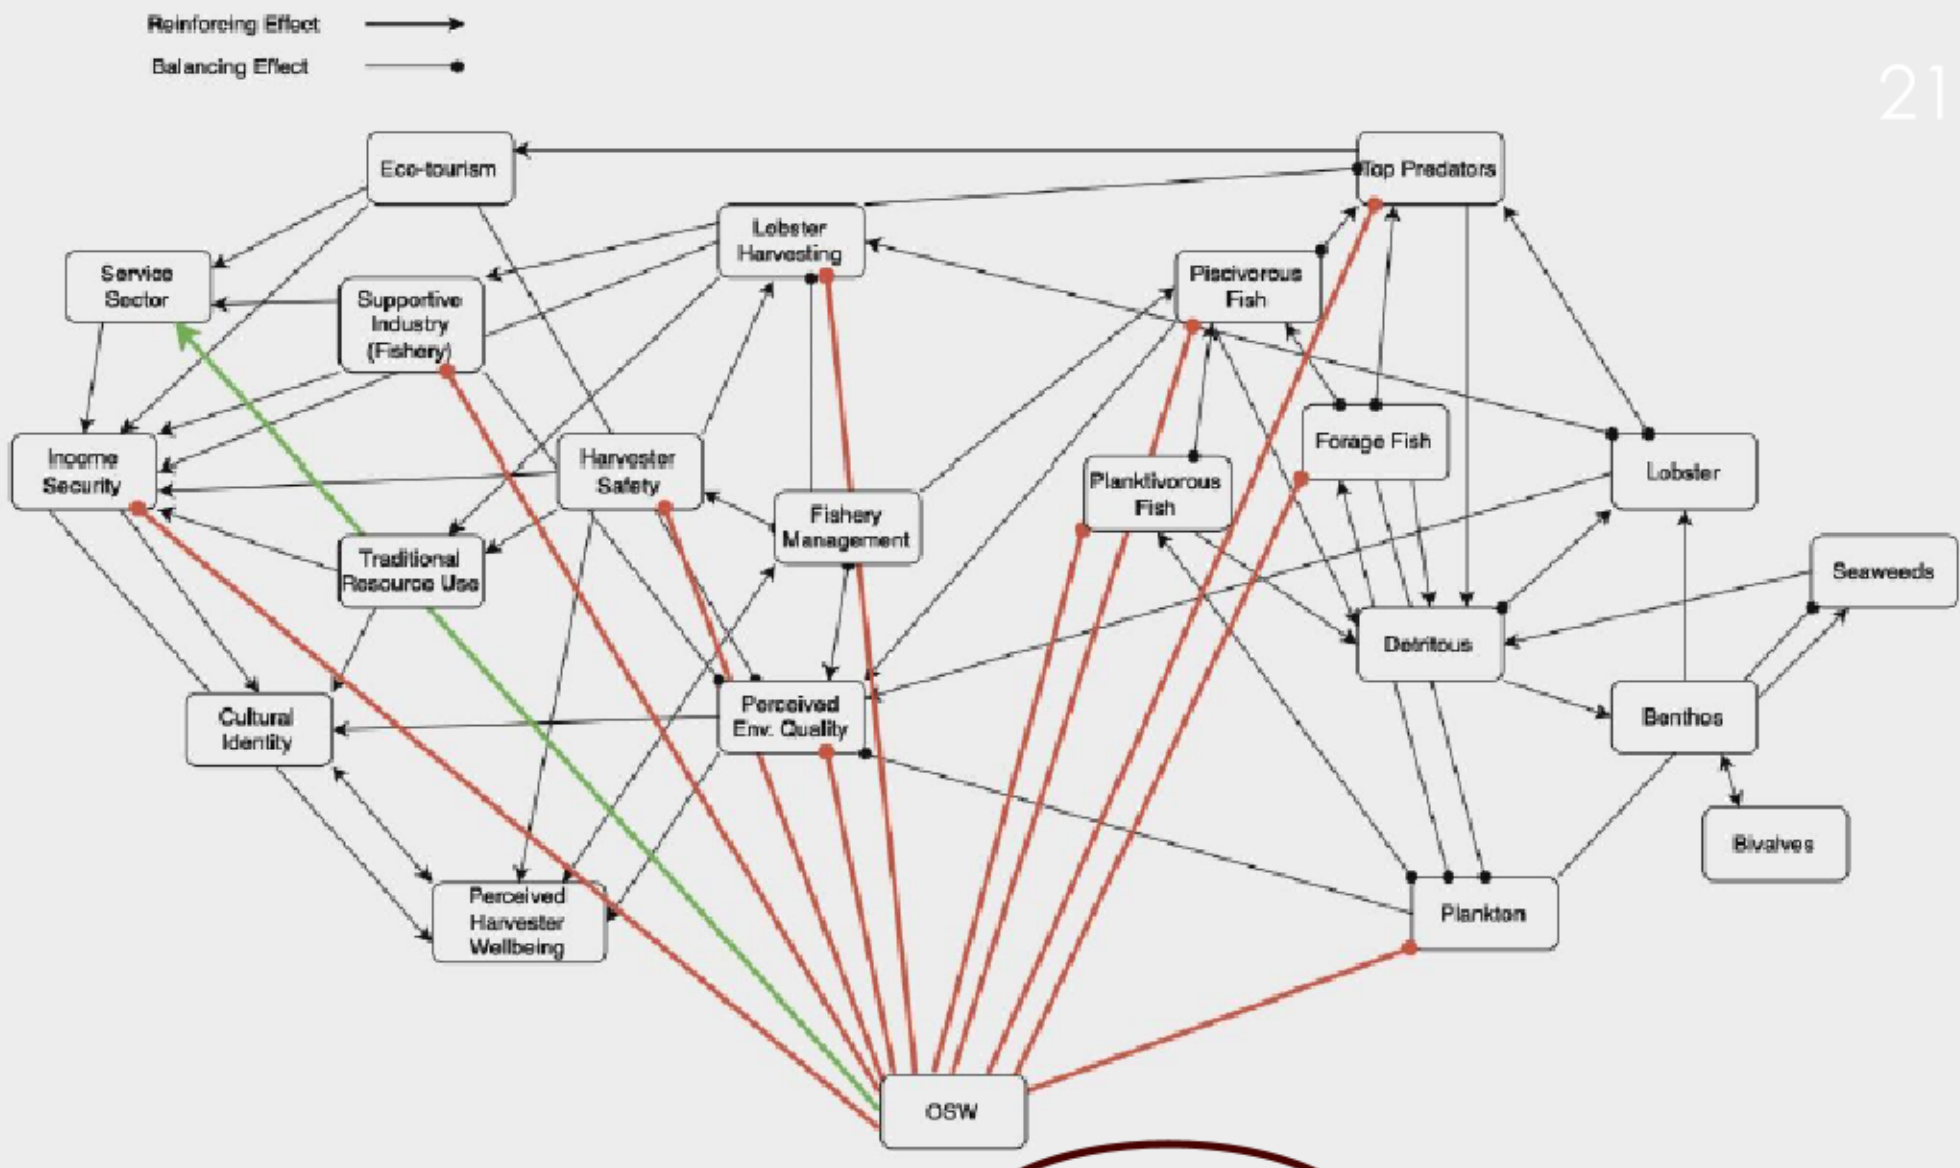 Reinforcing Effect
Balancing Effect
21
Eco-tourism
Top Predators
Lobster
Harvesting
Service
Sector
Supportive
Industry
(Fishery)
Piscivorous
Fish
Income
Security
Harvester
Safety
Forage Fish
Planktivorous
Fish
Lobster
Fishery
Management
Traditional
Resource Use
Seaweeds
Detritous
Cultural
Identity
Perceived
Env. Quality
Benthos
Bivalves
Perceived
Harvester
Wellbeing
Plankton
OSW